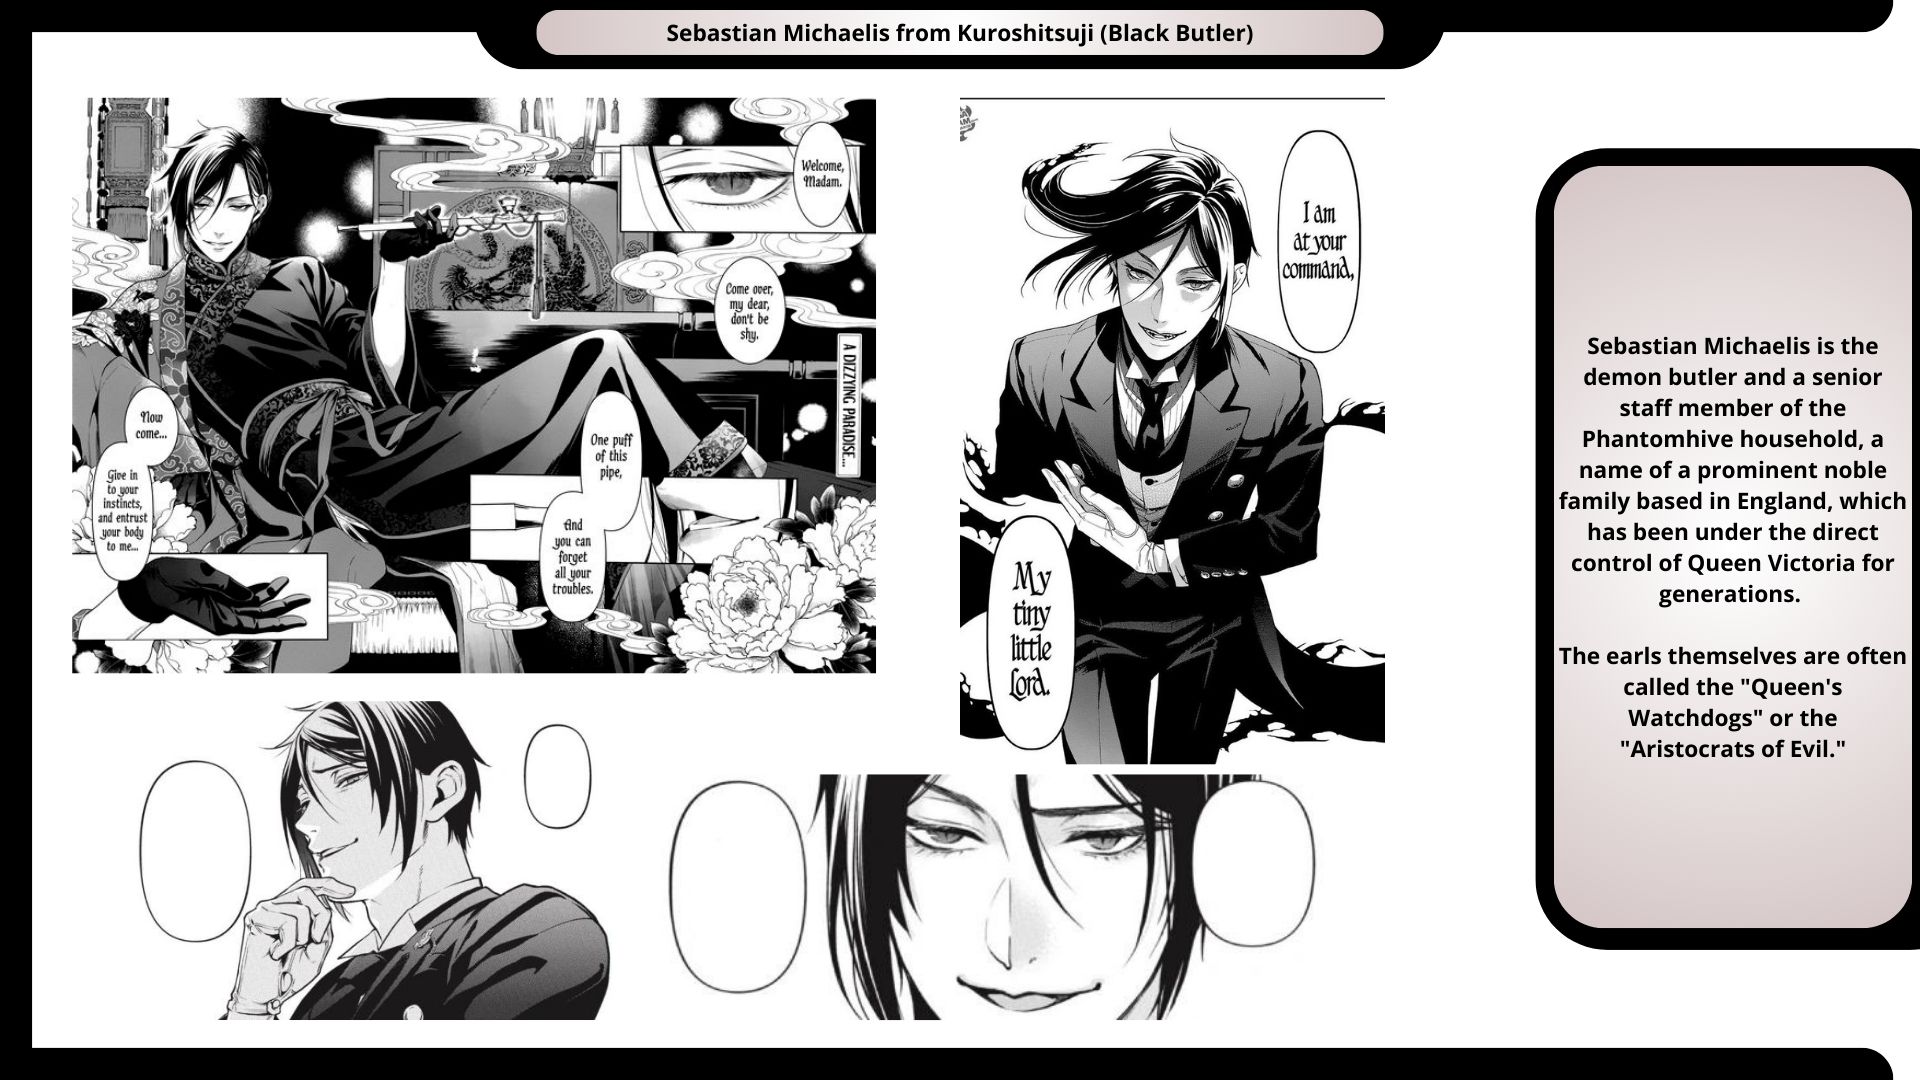 Sebastian Michaelis from Kuroshitsuji (Black Butler)
Welcome,
Madam.
Come over,
my dear,
don't be
shy.
A DIZZYING PARADISE...
One puff
of this
pipe,
And
you can
forget
all your
troubles.
Now
come...
Give in
to your
instincts,
and entrust
your body
to me...
I am
at your
command,
My
tiny
little
Lord.
Sebastian Michaelis is the
demon butler and a senior
staff member of the
Phantomhive household, a
name of a prominent noble
family based in England, which
has been under the direct
control of Queen Victoria for
generations.
The earls themselves are often
called the "Queen's
Watchdogs" or the
"Aristocrats of Evil."